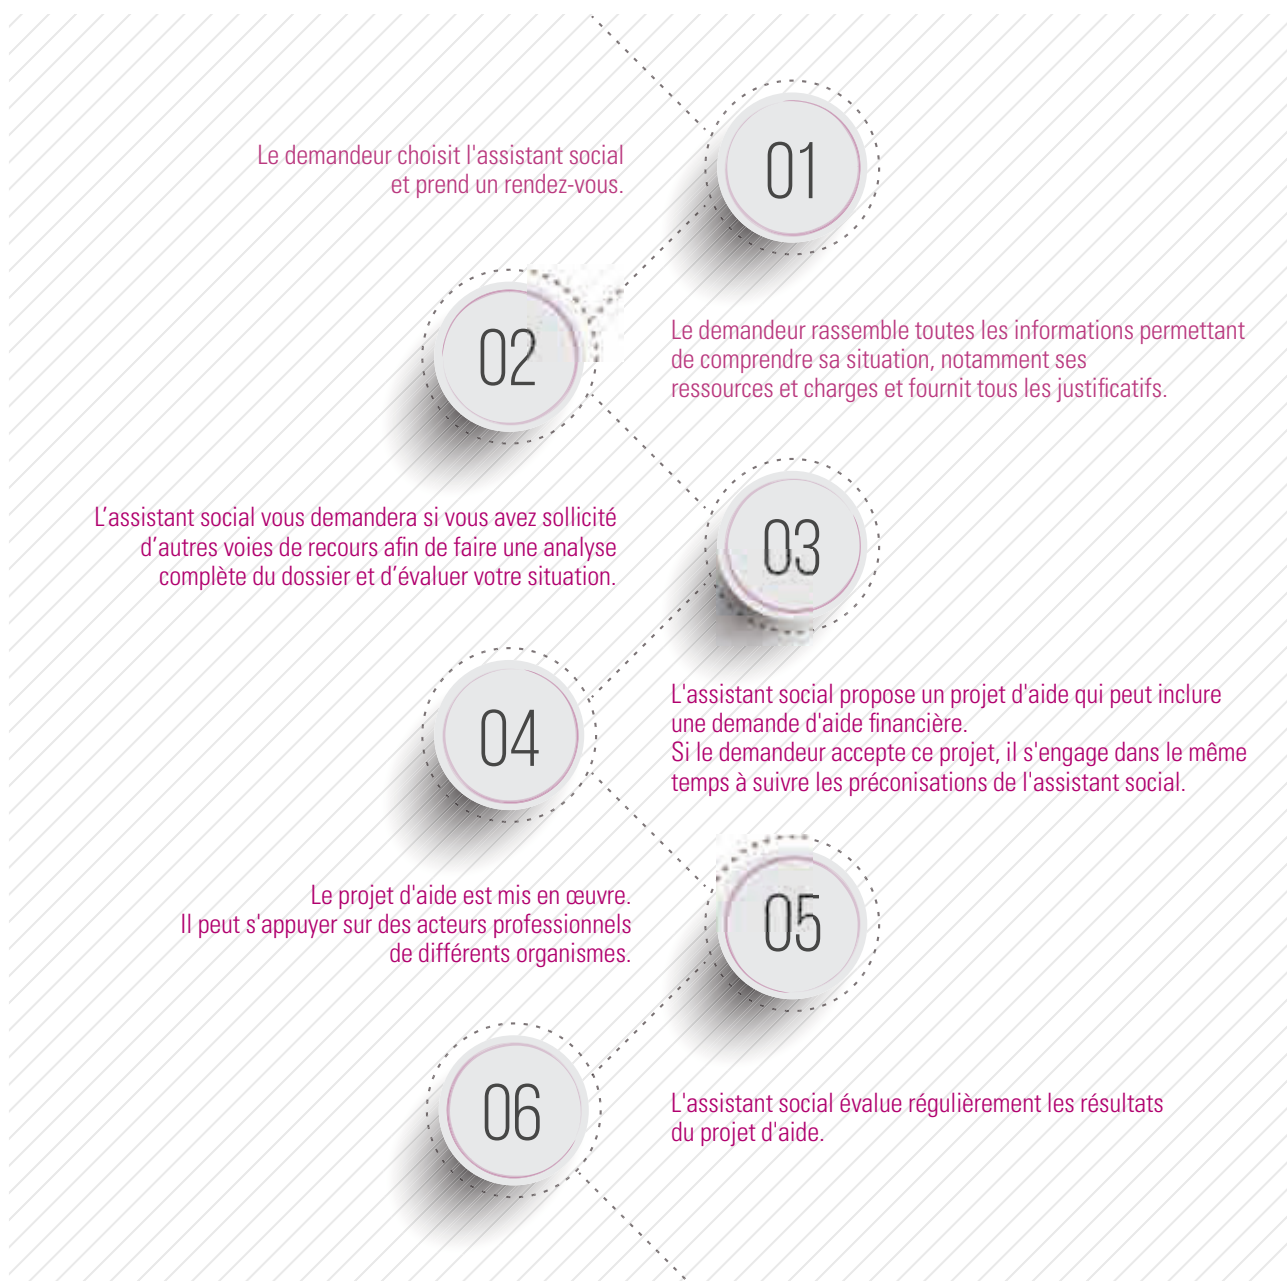 01
Le demandeur choisit l'assistant social
et prend un rendez-vous.
02
Le demandeur rassemble toutes les informations permettant
de comprendre sa situation, notamment ses
ressources et charges et fournit tous les justificatifs.
03
L’assistant social vous demandera si vous avez sollicité
d’autres voies de recours afin de faire une analyse
complète du dossier et d’évaluer votre situation.
04
L'assistant social propose un projet d'aide qui peut inclure
une demande d'aide financière.
Si le demandeur accepte ce projet, il s'engage dans le même
temps à suivre les préconisations de l'assistant social.
05
Le projet d'aide est mis en œuvre.
Il peut s'appuyer sur des acteurs professionnels
de différents organismes.
06
L'assistant social évalue régulièrement les résultats
du projet d'aide.